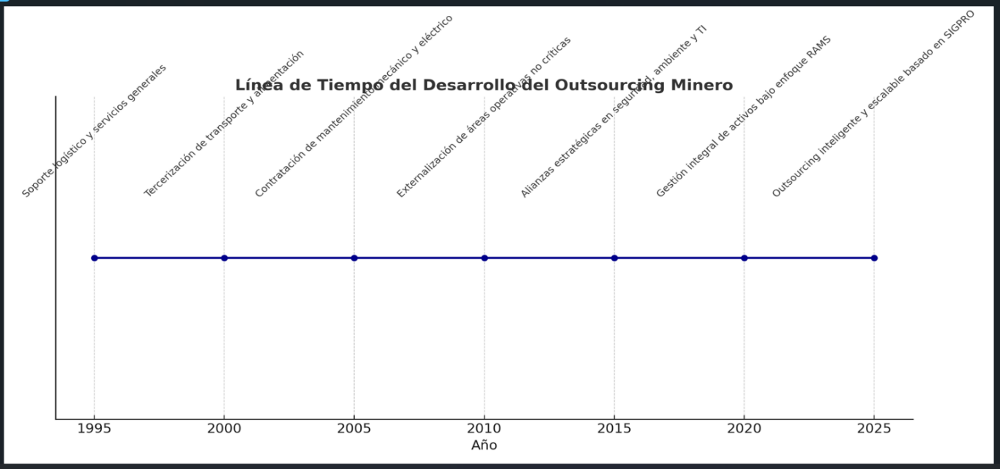 Línea de Tiempo del Desarrollo del Outsourcing Minero
Soporte logístico y servicios generales
Tercerización de transporte y alimentación
Contratación de mantenimiento mecánico y eléctrico
Externalización de áreas operativas no críticas
Alianzas estratégicas en seguridad, ambiente y TI
Gestión integral de activos bajo enfoque RAMS
Outsourcing inteligente y escalable basado en SIGPRO
1995 2000 2005 2010 2015 2020 2025
Año